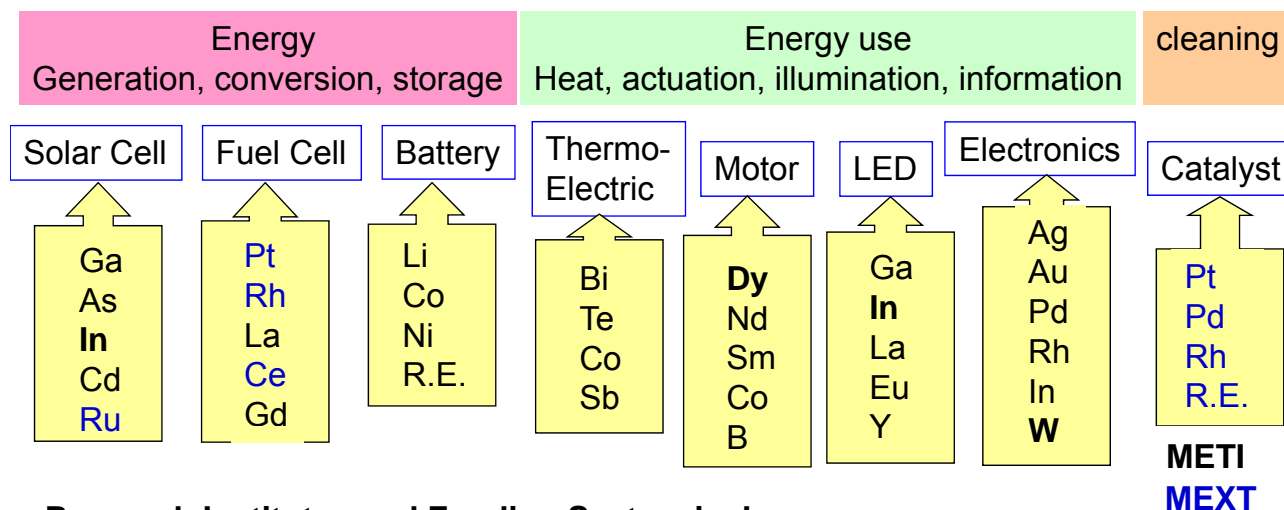 Energy
Generation, conversion, storage
Energy use
Heat, actuation, illumination, information
cleaning
Solar Cell
Ga
As
In
Cd
Ru
Fuel Cell
Pt
Rh
La
Ce
Gd
Battery
Li
Co
Ni
R.E.
Thermo-
Electric
Bi
Te
Co
Sb
Motor
Dy
Nd
Sm
Co
B
LED
Ga
In
La
Eu
Y
Electronics
Ag
Au
Pd
Rh
In
W
Catalyst
Pt
Pd
Rh
R.E.
METI
MEXT